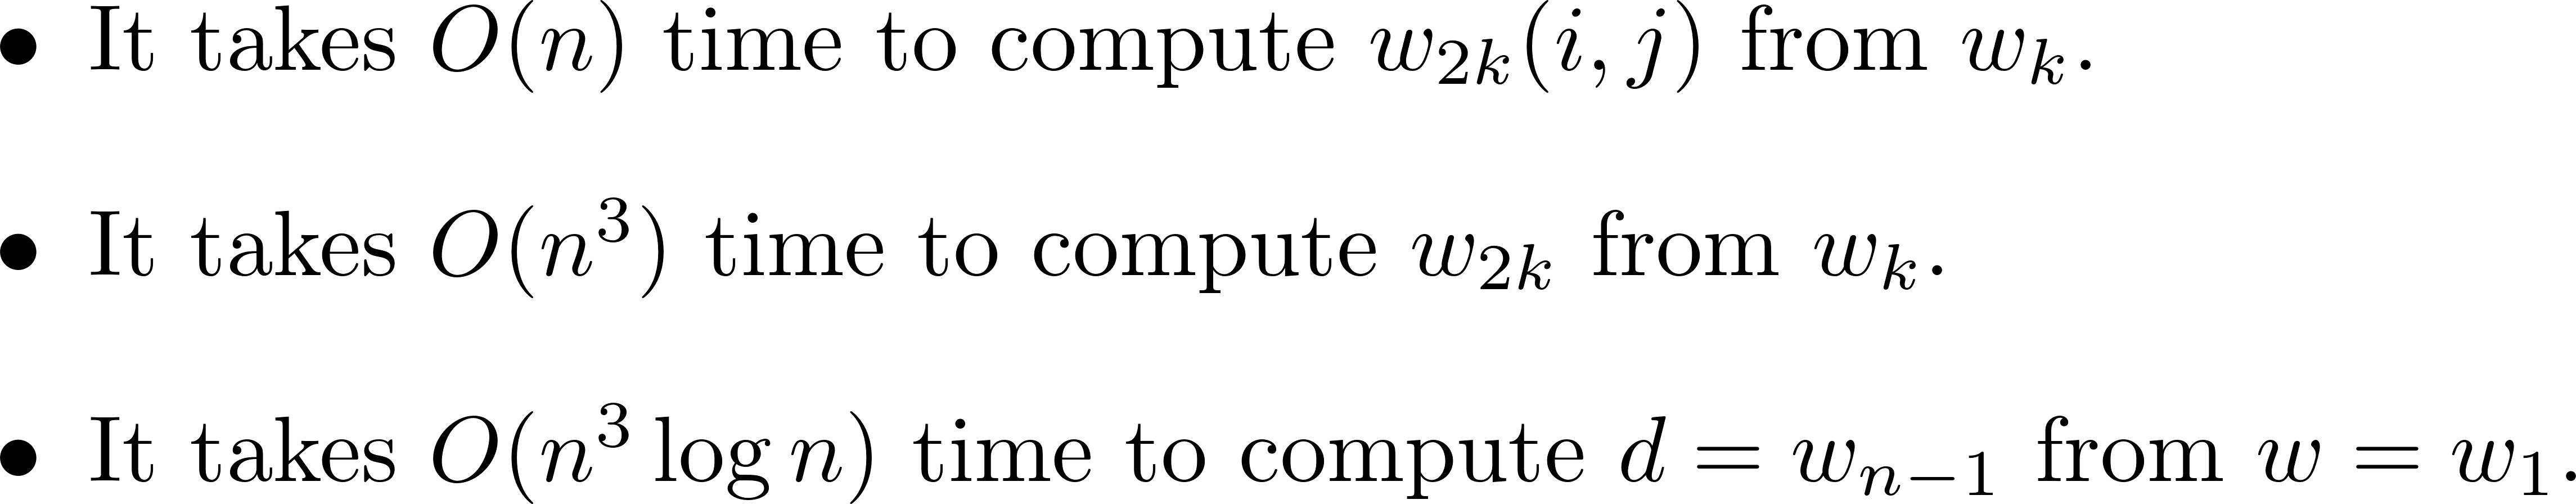 • It takes $O(n)$ time to compute $w_{2k}(i, j)$ from $w_k$.
• It takes $O(n^3)$ time to compute $w_{2k}$ from $w_k$.
• It takes $O(n^3 \log n)$ time to compute $d = w_{n-1}$ from $w = w_1$.